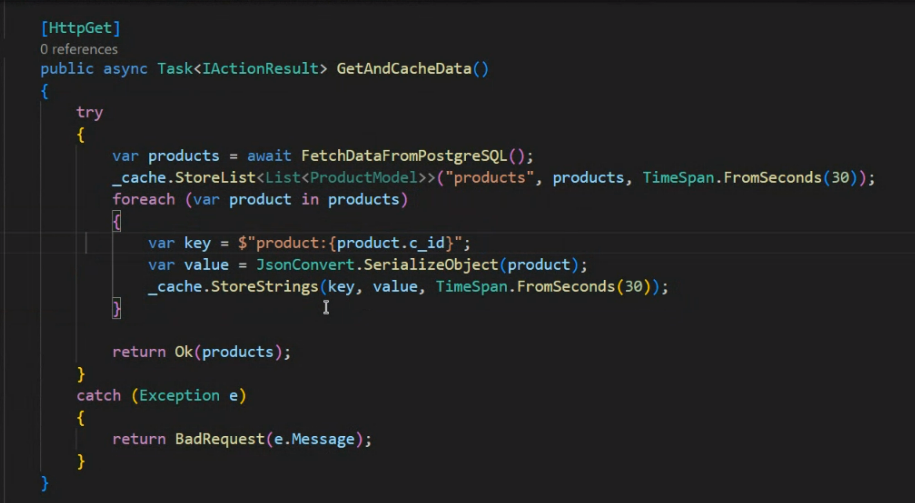 [HttpGet]
0 references
public async Task<IActionResult> GetAndCacheData()
{
try
{
var products = await FetchDataFromPostgreSQL();
_cache.StoreList<List<ProductModel>>("products", products, TimeSpan.FromSeconds(30));
foreach (var product in products)
{
var key = $"product:{product.c_id}";
var value = JsonConvert.SerializeObject(product);
_cache.StoreStrings(key, value, TimeSpan.FromSeconds(30));
}
return Ok(products);
}
catch (Exception e)
{
return BadRequest(e.Message);
}
}